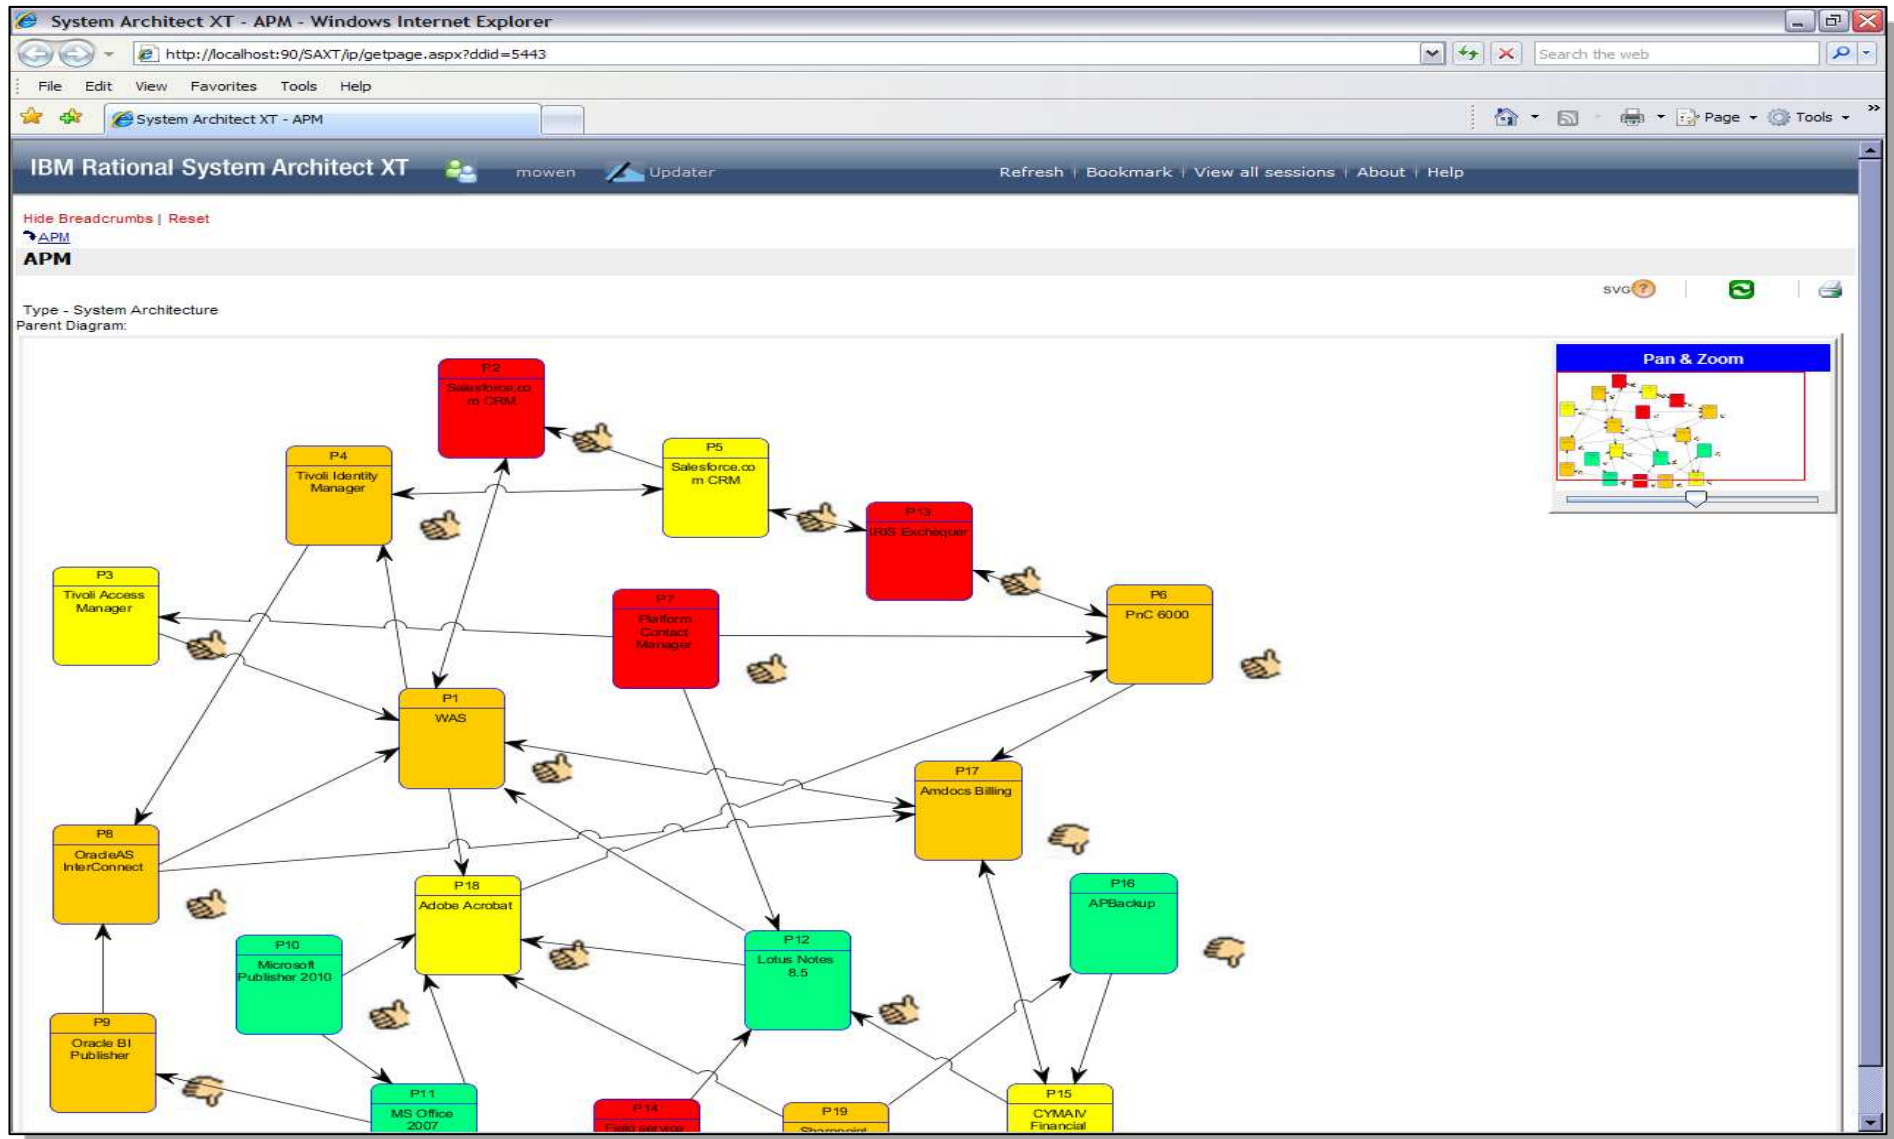 System Architect XT - APM - Windows Internet Explorer
http://localhost:90/SAXT/ip/getpage.aspx?ddid=5443
Search the web
File Edit View Favorites Tools Help
System Architect XT - APM
Page Tools »
IBM Rational System Architect XT mowen Updater Refresh | Bookmark | View all sessions | About | Help
Hide Breadcrumbs | Reset
APM
APM
SVG ?
Type - System Architecture
Parent Diagram:
Pan & Zoom
P2
Salesforce.co
m CRM
P4
Tivoli Identity
Manager
P5
Salesforce.co
m CRM
P13
IRIS Exchequer
P3
Tivoli Access
Manager
P7
Platform
Contact
Manager
P6
PnC 6000
P1
WAS
P17
Amdocs Billing
P8
OracleAS
InterConnect
P18
Adobe Acrobat
P16
APBackup
P10
Microsoft
Publisher 2010
P12
Lotus Notes
8.5
P9
Oracle BI
Publisher
P11
MS Office
2007
P14
Field service
P19
Sharepoint
P15
CYMAIV
Financial